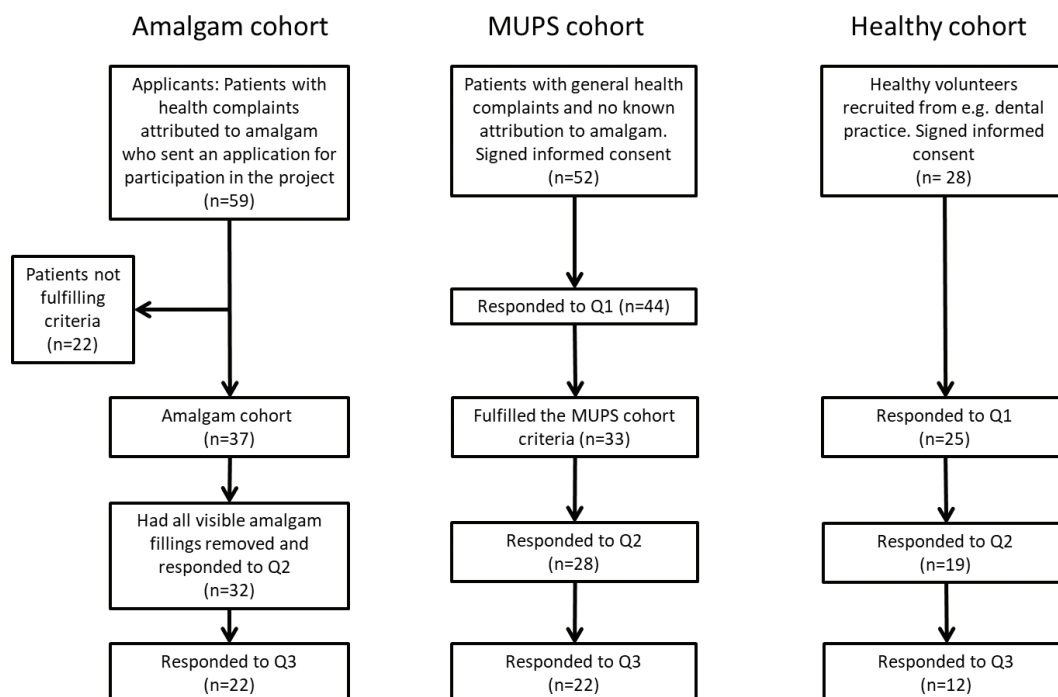 Amalgam cohort
Applicants: Patients with
health complaints
attributed to amalgam
who sent an application for
participation in the project
(n=59)
Patients not
fulfilling
criteria
(n=22)
Amalgam cohort
(n=37)
Had all visible amalgam
fillings removed and
responded to Q2
(n=32)
Responded to Q3
(n=22)
MUPS cohort
Patients with general health
complaints and no known
attribution to amalgam.
Signed informed consent
(n=52)
Responded to Q1 (n=44)
Fulfilled the MUPS cohort
criteria (n=33)
Responded to Q2
(n=28)
Responded to Q3
(n=22)
Healthy cohort
Healthy volunteers
recruited from e.g. dental
practice. Signed informed
consent
(n= 28)
Responded to Q1
(n=25)
Responded to Q2
(n=19)
Responded to Q3
(n=12)